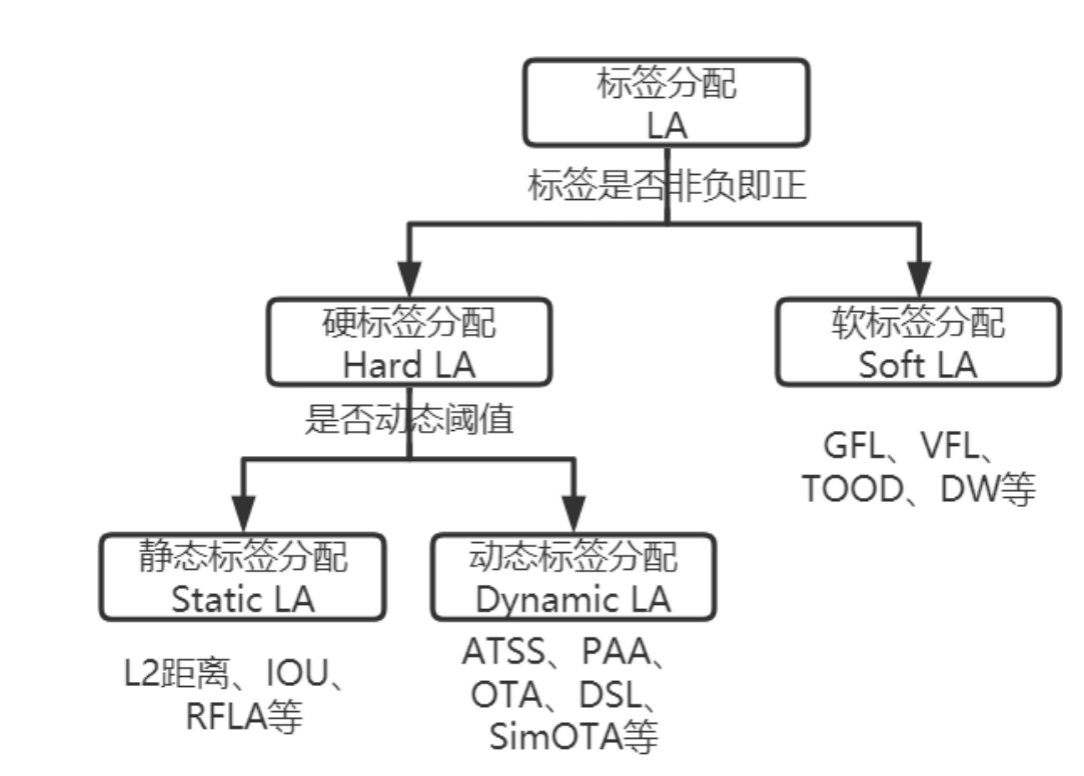 标签分配
LA
标签是否非负即正
硬标签分配
Hard LA
软标签分配
Soft LA
是否动态阈值
GFL、VFL、
TOOD、DW等
静态标签分配
Static LA
动态标签分配
Dynamic LA
L2距离、IOU、
RFLA等
ATSS、PAA、
OTA、DSL、
SimOTA等